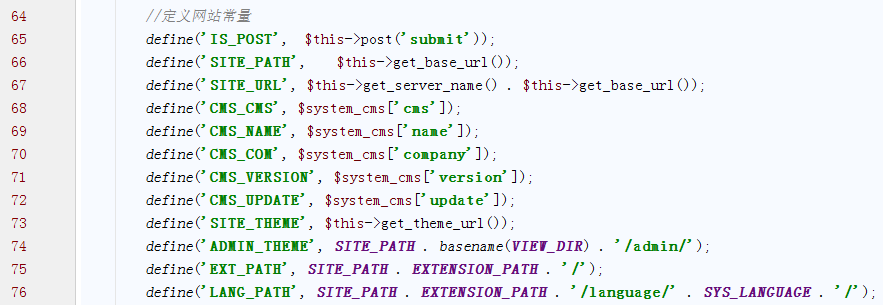 64 //定义网站常量
65 define('IS_POST', $this->post('submit'));
66 define('SITE_PATH', $this->get_base_url());
67 define('SITE_URL', $this->get_server_name() . $this->get_base_url());
68 define('CMS_CMS', $system_cms['cms']);
69 define('CMS_NAME', $system_cms['name']);
70 define('CMS_COM', $system_cms['company']);
71 define('CMS_VERSION', $system_cms['version']);
72 define('CMS_UPDATE', $system_cms['update']);
73 define('SITE_THEME', $this->get_theme_url());
74 define('ADMIN_THEME', SITE_PATH . basename(VIEW_DIR) . '/admin/');
75 define('EXT_PATH', SITE_PATH . EXTENSION_PATH . '/');
76 define('LANG_PATH', SITE_PATH . EXTENSION_PATH . '/language/' . SYS_LANGUAGE . '/');